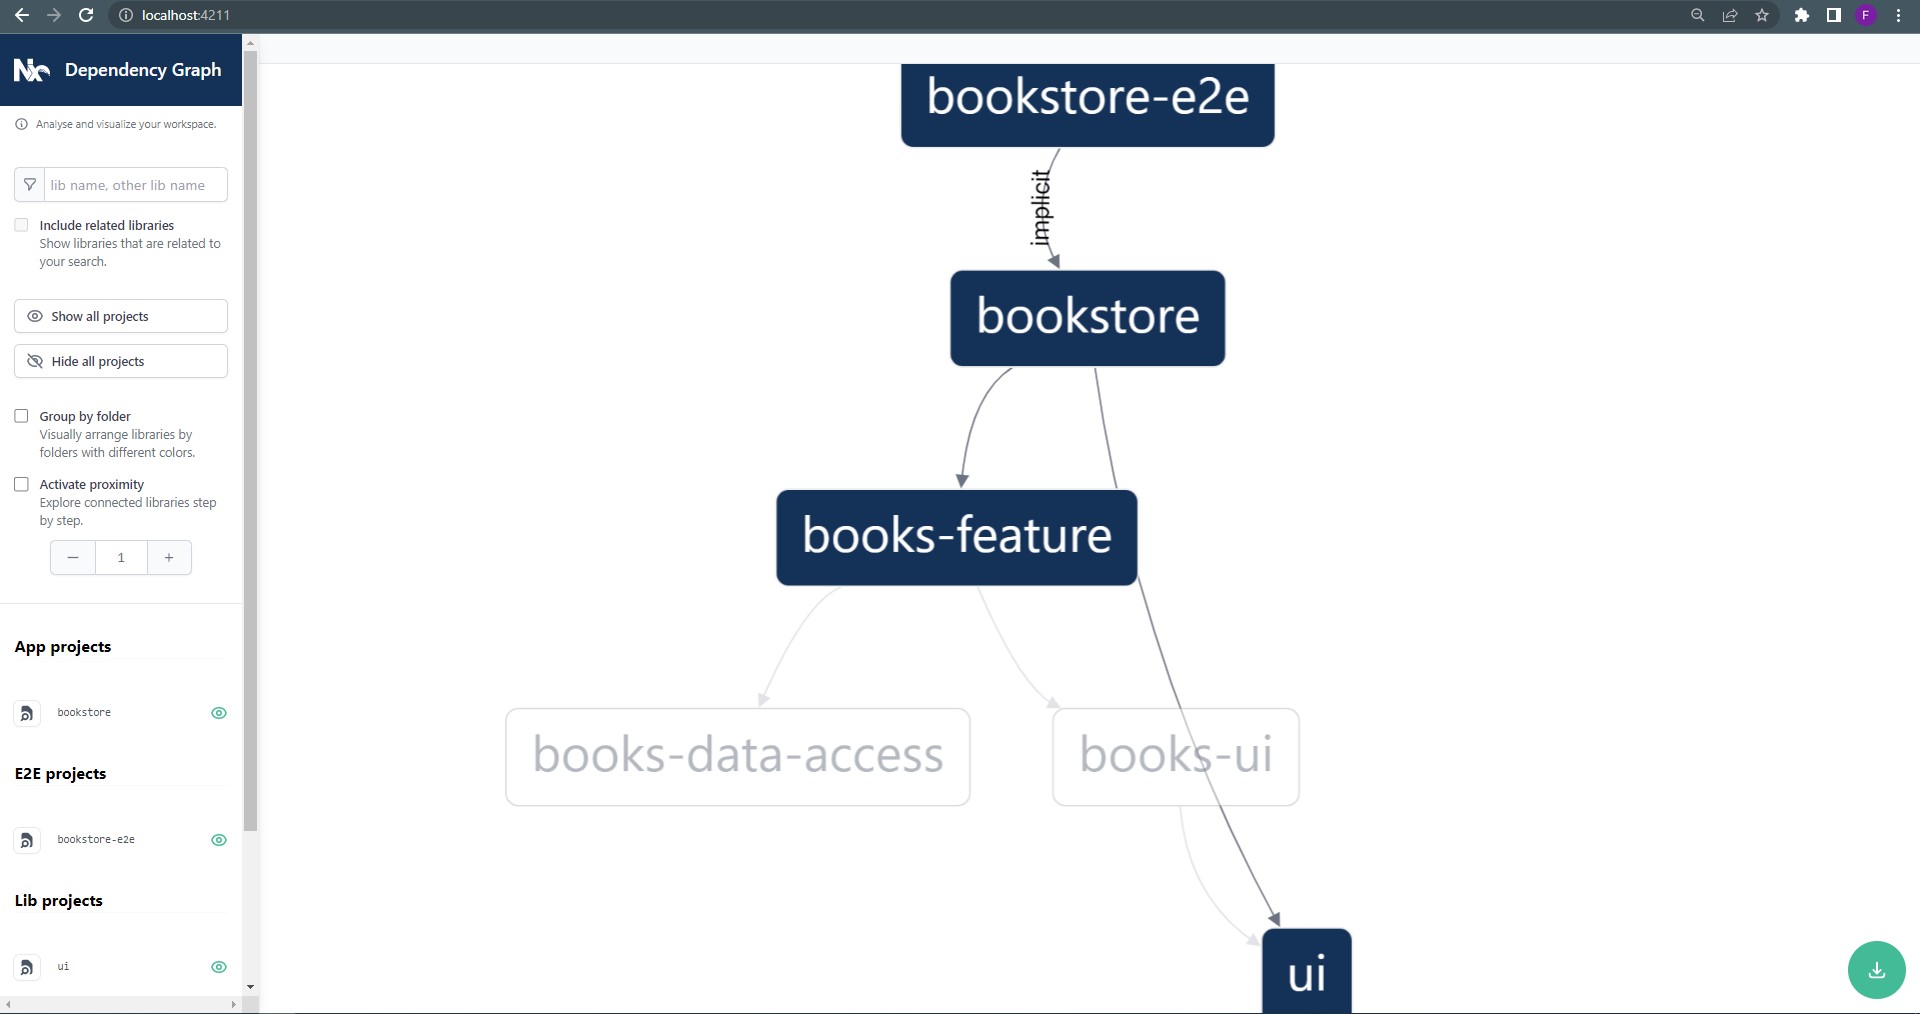 localhost:4211
F
Nx Dependency Graph
Analyse and visualize your workspace.
lib name, other lib name
Include related libraries
Show libraries that are related to
your search.
Show all projects
Hide all projects
Group by folder
Visually arrange libraries by
folders with different colors.
Activate proximity
Explore connected libraries step
by step.
1
App projects
bookstore
E2E projects
bookstore-e2e
Lib projects
ui
bookstore-e2e
implicit
bookstore
books-feature
books-data-access
books-ui
ui